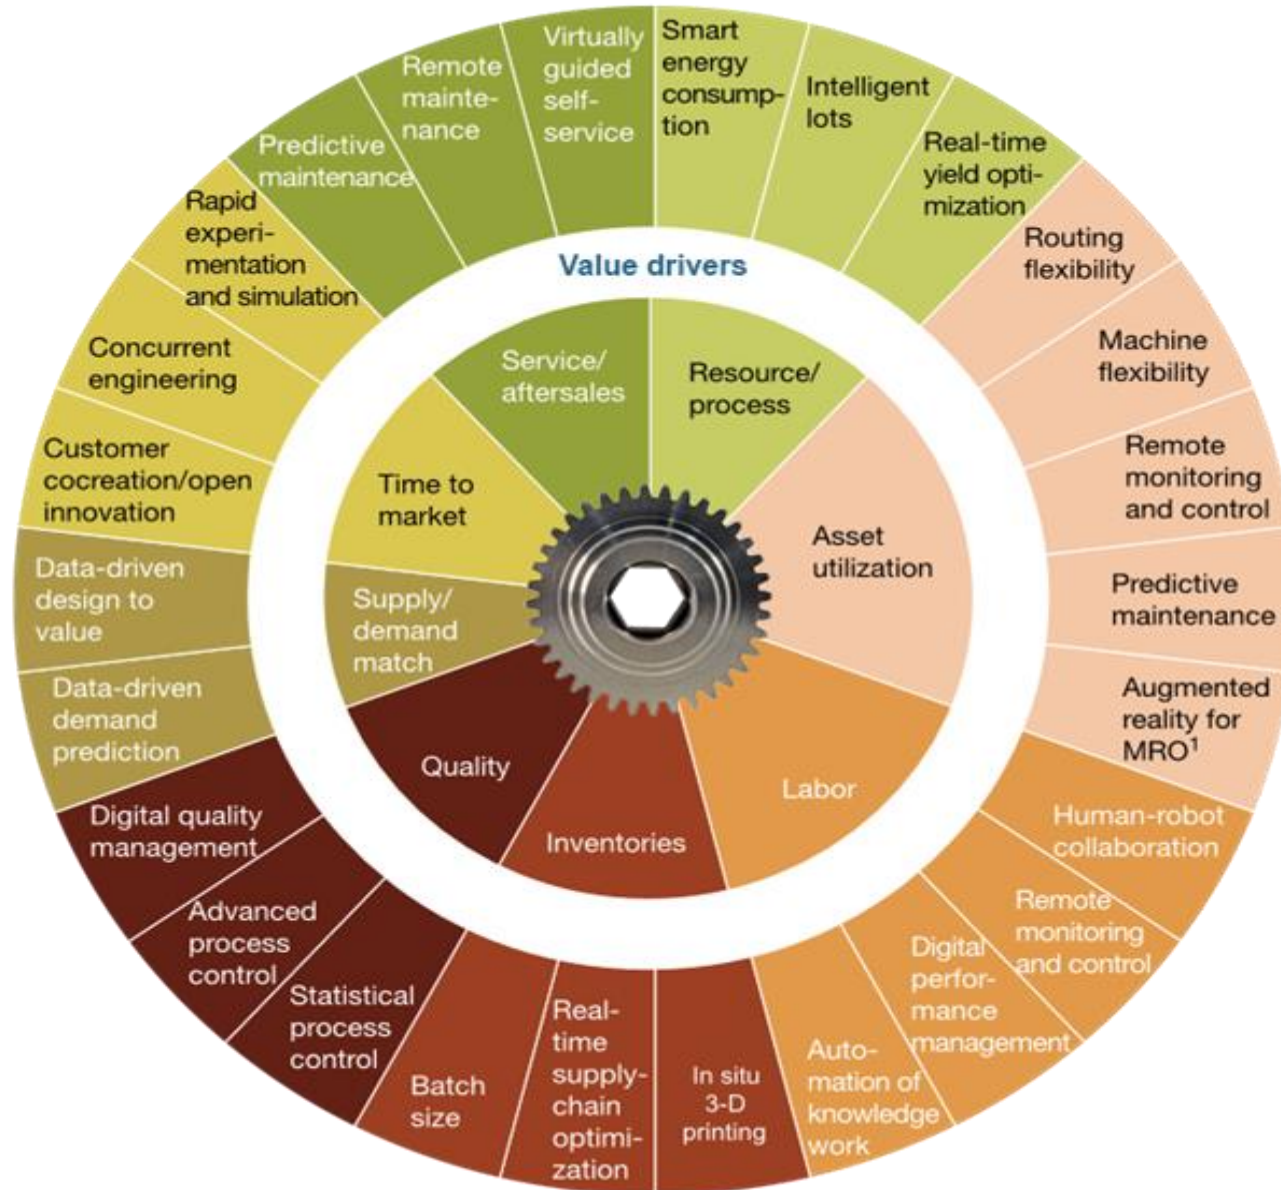 Value drivers
Service/
aftersales
Resource/
process
Asset
utilization
Labor
Inventories
Quality
Supply/
demand
match
Time to
market
Smart
energy
consump-
tion
Intelligent
lots
Real-time
yield opti-
mization
Routing
flexibility
Machine
flexibility
Remote
monitoring
and control
Predictive
maintenance
Augmented
reality for
MRO¹
Human-robot
collaboration
Remote
monitoring
and control
Digital
perfor-
mance
management
Auto-
mation of
knowledge
work
In situ
3-D
printing
Real-
time
supply-
chain
optimi-
zation
Batch
size
Statistical
process
control
Advanced
process
control
Digital quality
management
Data-driven
demand
prediction
Data-driven
design to
value
Customer
cocreation/open
innovation
Concurrent
engineering
Rapid
experi-
mentation
and simulation
Predictive
maintenance
Remote
mainte-
nance
Virtually
guided
self-
service